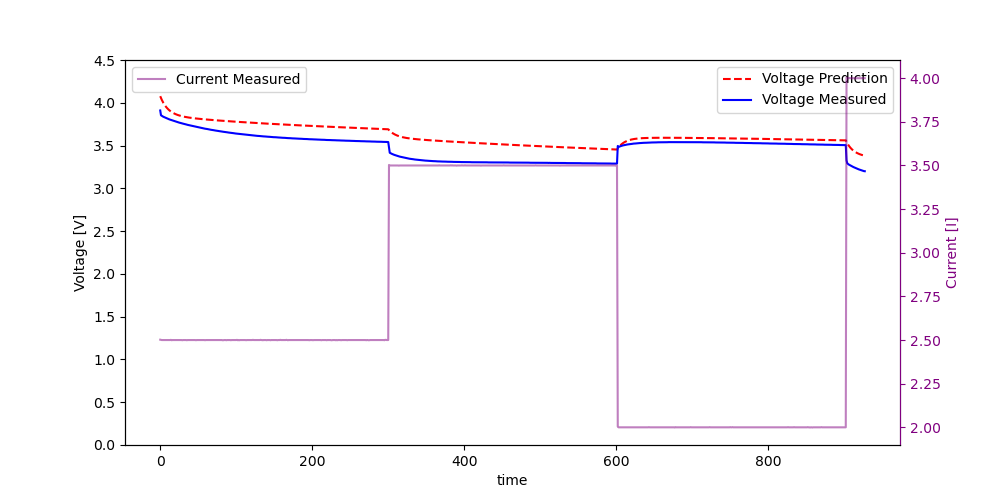 Current Measured
Voltage Prediction
Voltage Measured
4.5
4.0
3.5
3.0
2.5
2.0
1.5
1.0
0.5
0.0
Voltage [V]
4.00
3.75
3.50
3.25
3.00
2.75
2.50
2.25
2.00
Current [I]
0 200 400 600 800
time